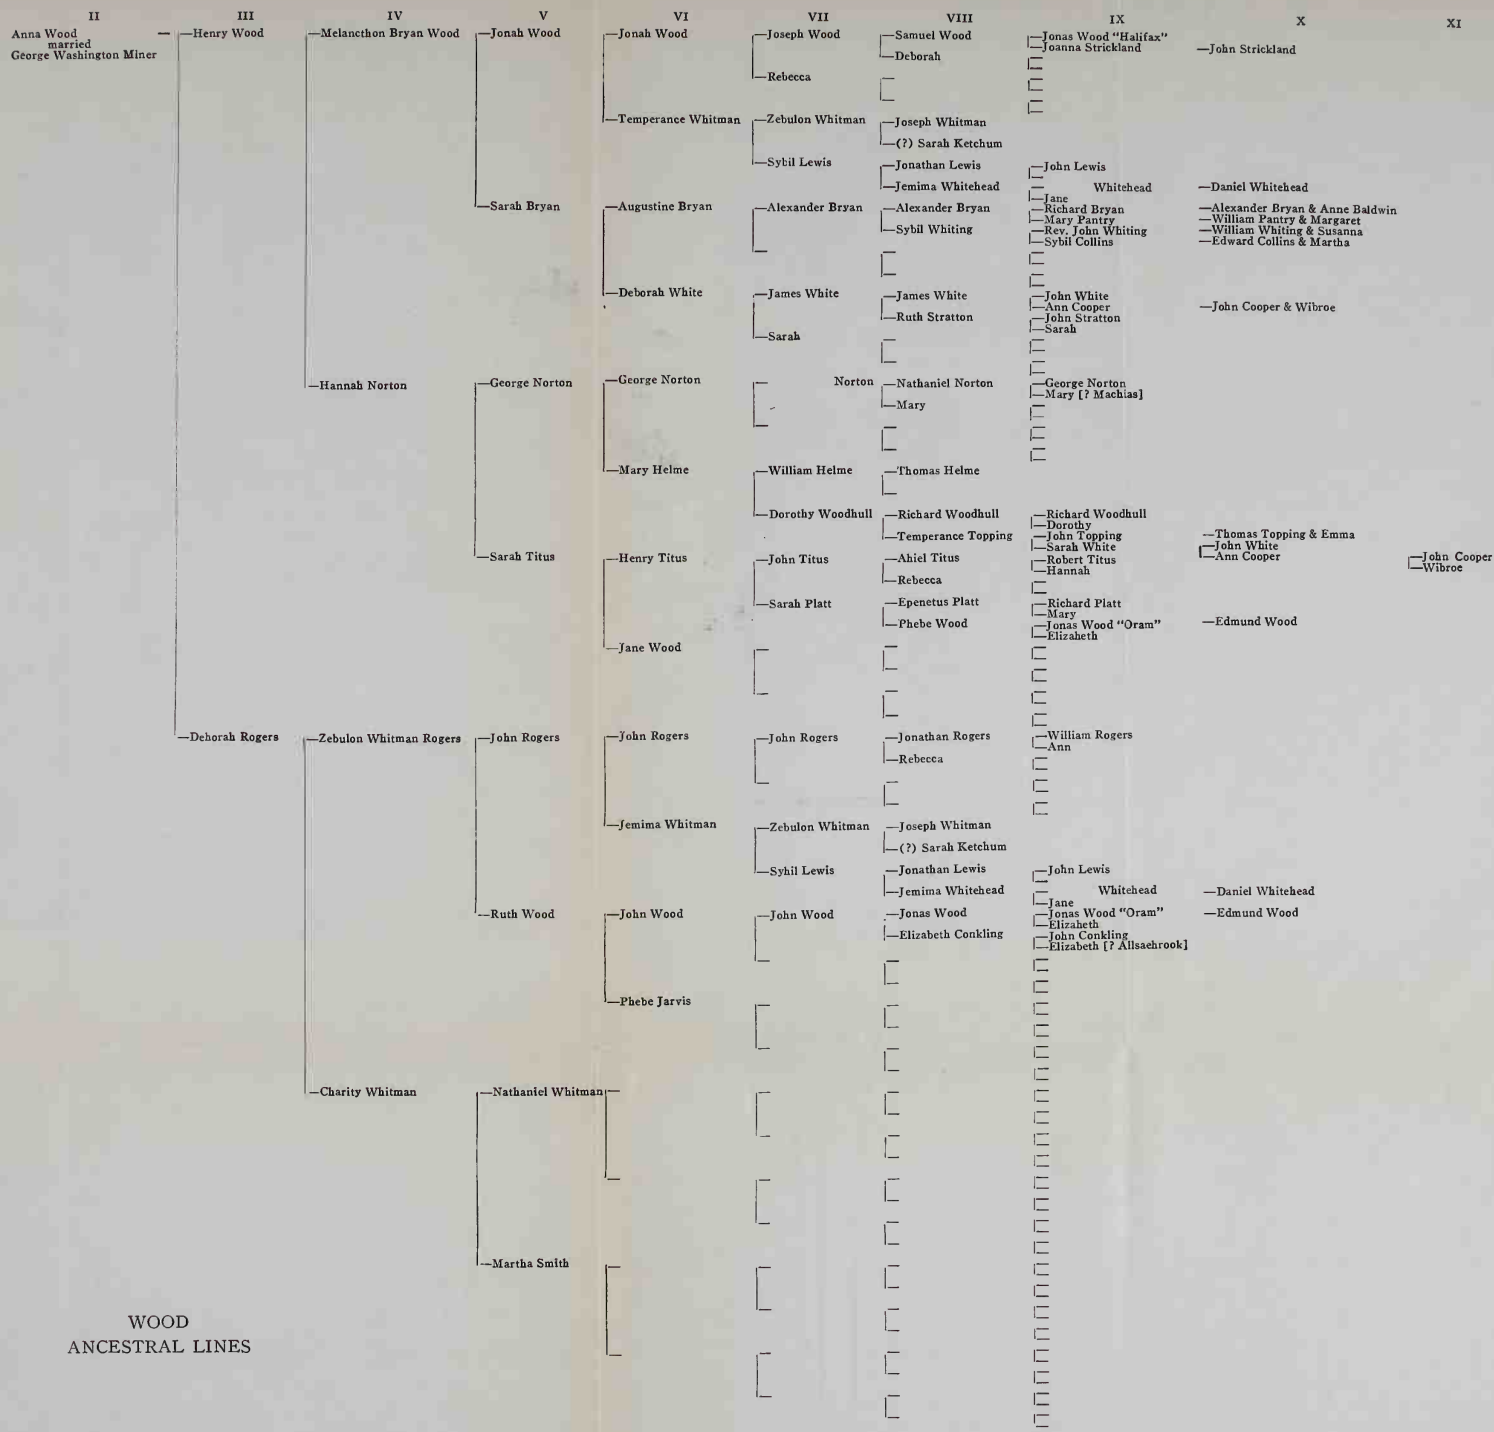 II III IV V VI VII VIII IX X XI
Anna Wood
married
George Washington Miner
—Henry Wood
—Melancthon Bryan Wood
—Jonah Wood
—Jonah Wood
—Joseph Wood
—Samuel Wood
—Jonas Wood "Halifax"
—Joanna Strickland —John Strickland
—Deborah
—Rebecca
—Temperance Whitman
—Zebulon Whitman
—Joseph Whitman
—(?) Sarah Ketchum
—Sybil Lewis
—Jonathan Lewis
—John Lewis
—Jemima Whitehead
— Whitehead —Daniel Whitehead
—Jane
—Sarah Bryan
—Augustine Bryan
—Alexander Bryan
—Alexander Bryan
—Richard Bryan —Alexander Bryan & Anne Baldwin
—Mary Pantry —William Pantry & Margaret
—Sybil Whiting
—Rev. John Whiting —William Whiting & Susanna
—Sybil Collins —Edward Collins & Martha
—Deborah White
—James White
—James White
—John White
—Ann Cooper —John Cooper & Wibroe
—Ruth Stratton
—John Stratton
—Sarah
—Sarah
—Hannah Norton
—George Norton
—George Norton
— Norton
—Nathaniel Norton
—George Norton
—Mary [? Machias]
—Mary
—Mary Helme
—William Helme
—Thomas Helme
—Dorothy Woodhull
—Richard Woodhull
—Richard Woodhull
—Dorothy
—Temperance Topping
—John Topping —Thomas Topping & Emma
—Sarah White —John White
—Ann Cooper —John Cooper
—Wibroe
—Sarah Titus
—Henry Titus
—John Titus
—Ahiel Titus
—Robert Titus
—Hannah
—Rebecca
—Sarah Platt
—Epenetus Platt
—Richard Platt
—Mary
—Phebe Wood
—Jonas Wood "Oram" —Edmund Wood
—Elizaheth
—Jane Wood
—Dehorah Rogers
—Zebulon Whitman Rogers
—John Rogers
—John Rogers
—John Rogers
—Jonathan Rogers
—William Rogers
—Ann
—Rebecca
—Jemima Whitman
—Zebulon Whitman
—Joseph Whitman
—(?) Sarah Ketchum
—Syhil Lewis
—Jonathan Lewis
—John Lewis
—Jemima Whitehead
— Whitehead —Daniel Whitehead
—Jane
—Ruth Wood
—John Wood
—John Wood
—Jonas Wood
—Jonas Wood "Oram" —Edmund Wood
—Elizaheth
—Elizabeth Conkling
—John Conkling
—Elizabeth [? Allsaehrook]
—Phebe Jarvis
—Charity Whitman
—Nathaniel Whitman
—Martha Smith
WOOD
ANCESTRAL LINES